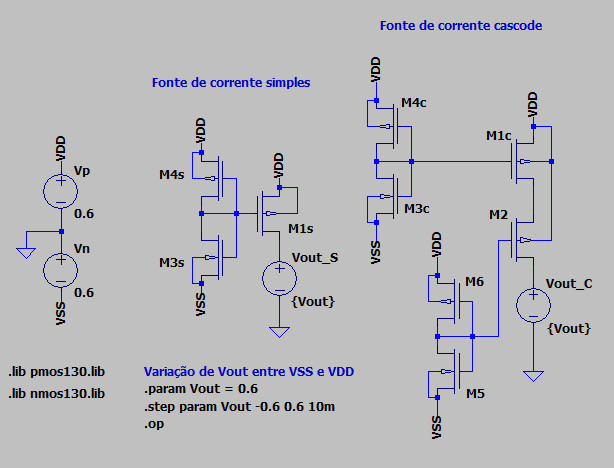 Fonte de corrente cascode
Fonte de corrente simples
VDD
Vp
0.6
Vn
0.6
VSS
VDD
M4s
M3s
VSS
VDD
M1s
Vout_S
{Vout}
VDD
M4c
M3c
VSS
VDD
M1c
M2
VDD
M6
M5
VSS
Vout_C
{Vout}
.lib pmos130.lib
.lib nmos130.lib
Variação de Vout entre VSS e VDD
.param Vout = 0.6
.step param Vout -0.6 0.6 10m
.op